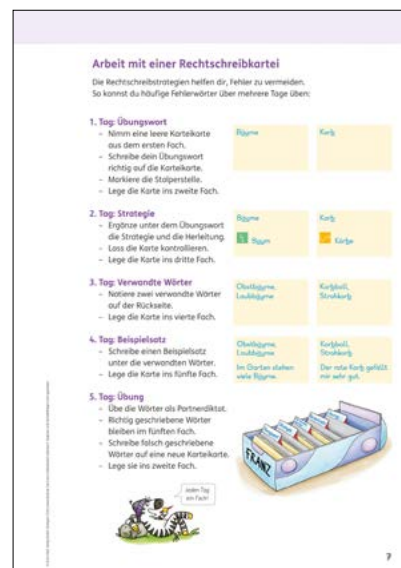 Arbeit mit einer Rechtschreibkartei
Die Rechtschreibstrategien helfen dir, Fehler zu vermeiden.
So kannst du häufige Fehlerwörter über mehrere Tage üben:
1. Tag: Übungswort
– Nimm eine leere Karteikarte
aus dem ersten Fach.
– Schreibe dein Übungswort
richtig auf die Karteikarte.
– Markiere die Stolperstelle.
– Lege die Karte ins zweite Fach.
Bäume
Korb
2. Tag: Strategie
– Ergänze unter dem Übungswort
die Strategie und die Herleitung.
– Lass die Karte kontrollieren.
– Lege die Karte ins dritte Fach.
Bäume
Baum
Korb
Körbe
3. Tag: Verwandte Wörter
– Notiere zwei verwandte Wörter
auf der Rückseite.
– Lege die Karte ins vierte Fach.
Obstbäume,
Laubbäume
Korbball,
Strohkorb
4. Tag: Beispielsatz
– Schreibe einen Beispielsatz
unter die verwandten Wörter.
– Lege die Karte ins fünfte Fach.
Obstbäume,
Laubbäume
Im Garten stehen
viele Bäume.
Korbball,
Strohkorb
Der rote Korb gefällt
mir sehr gut.
5. Tag: Übung
– Übe die Wörter als Partnerdiktat.
– Richtig geschriebene Wörter
bleiben im fünften Fach.
– Schreibe falsch geschriebene
Wörter auf eine neue Karteikarte.
– Lege sie ins zweite Fach.
FRANZ
Jeden Tag
ein Fach!
7